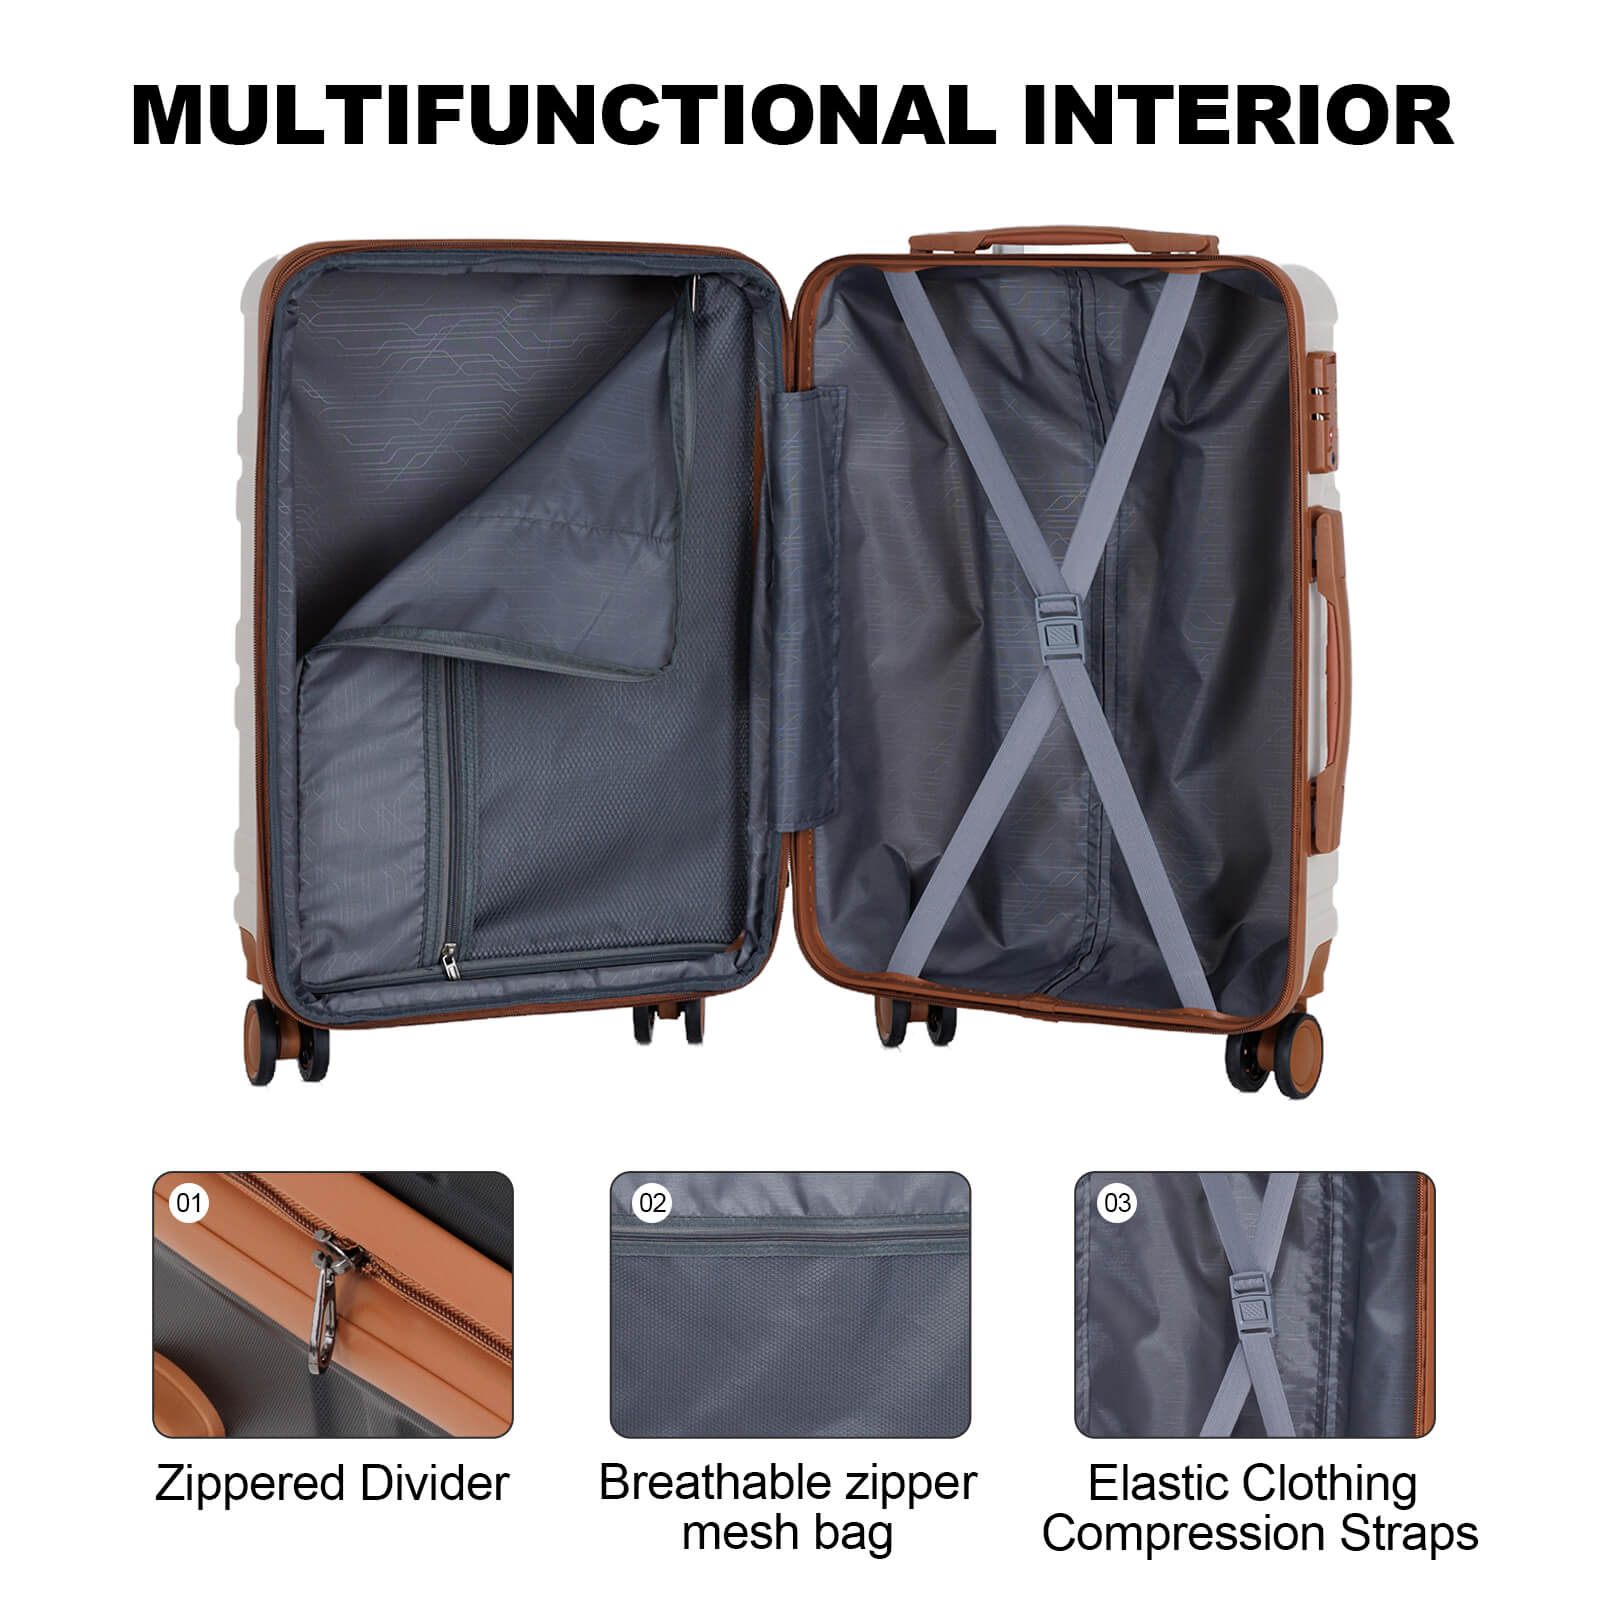 MULTIFUNCTIONAL INTERIOR
01
02
03
Zippered Divider
Breathable zipper
mesh bag
Elastic Clothing
Compression Straps